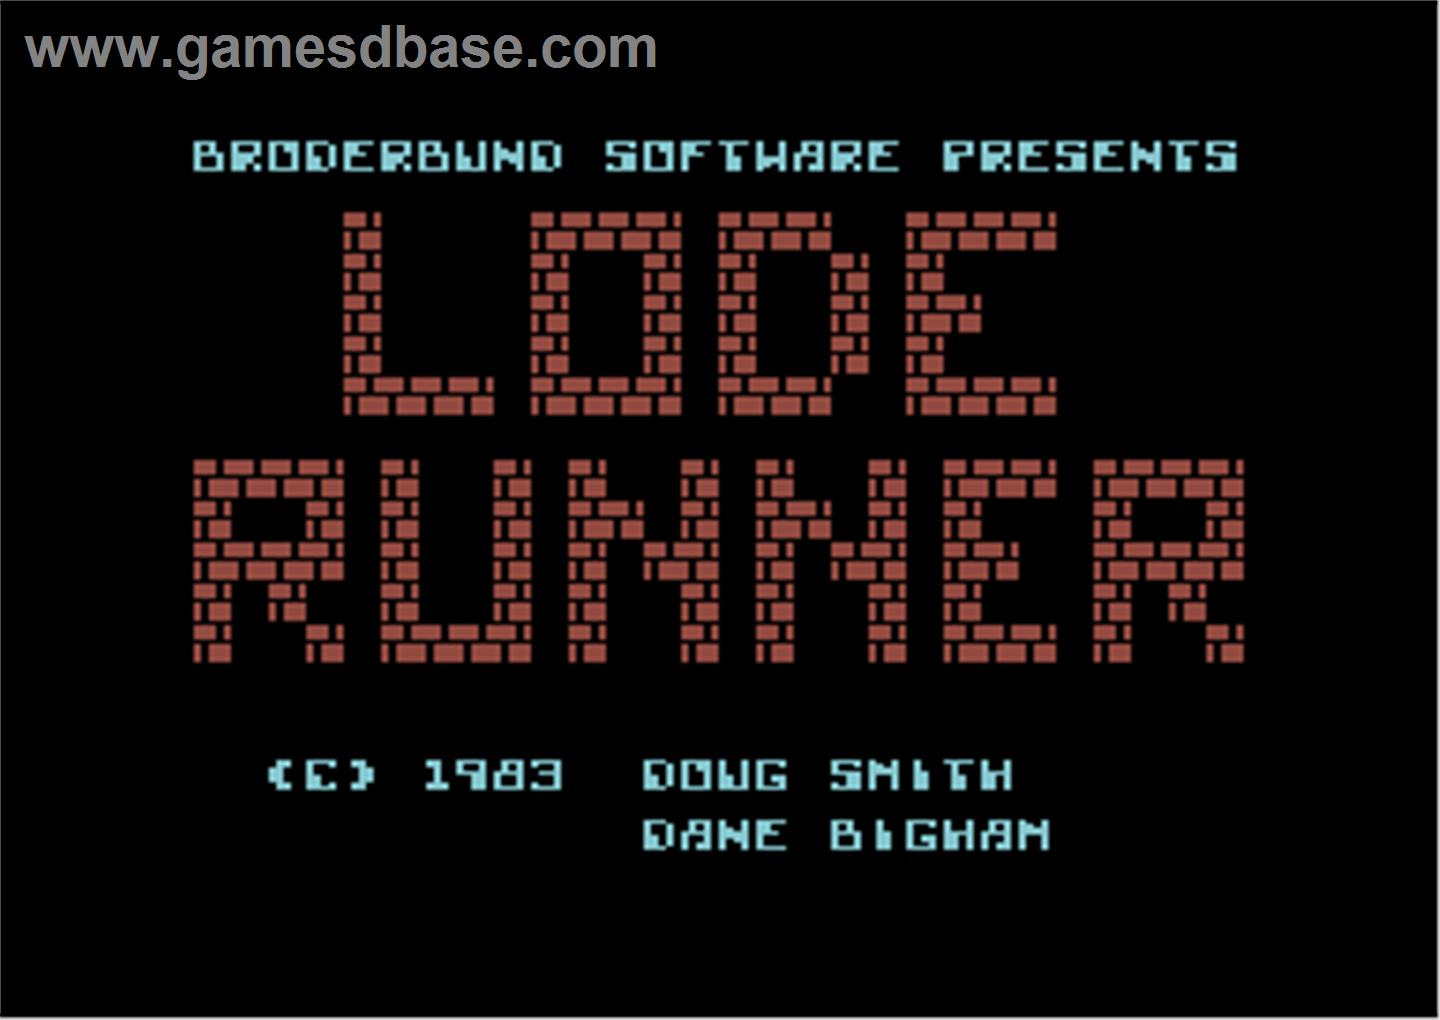 www.gamesdbase.com
BRODERBUND SOFTWARE PRESENTS
LODE
RUNNER
(C) 1983 DOUG SMITH
DANE BIGHAM